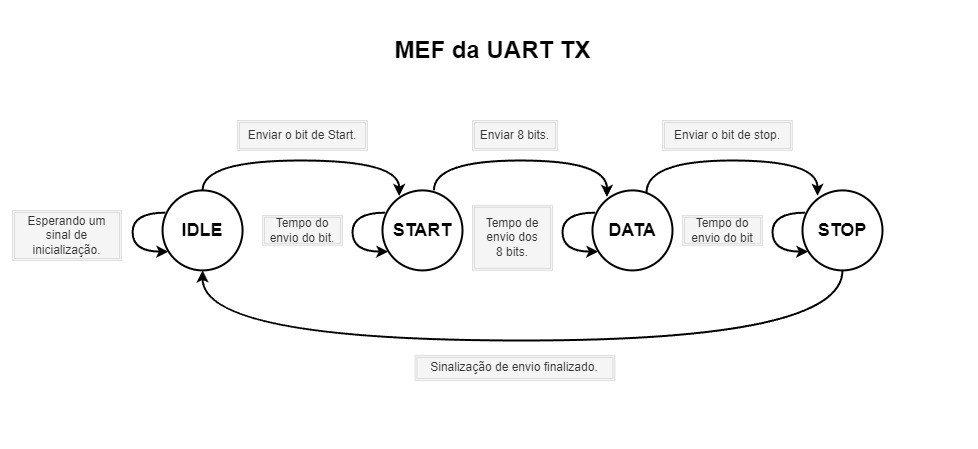 MEF da UART TX
Enviar o bit de Start.
Enviar 8 bits.
Enviar o bit de stop.
Esperando um
sinal de
inicialização.
IDLE
Tempo do
envio do bit.
START
Tempo de
envio dos
8 bits.
DATA
Tempo do
envio do bit
STOP
Sinalização de envio finalizado.